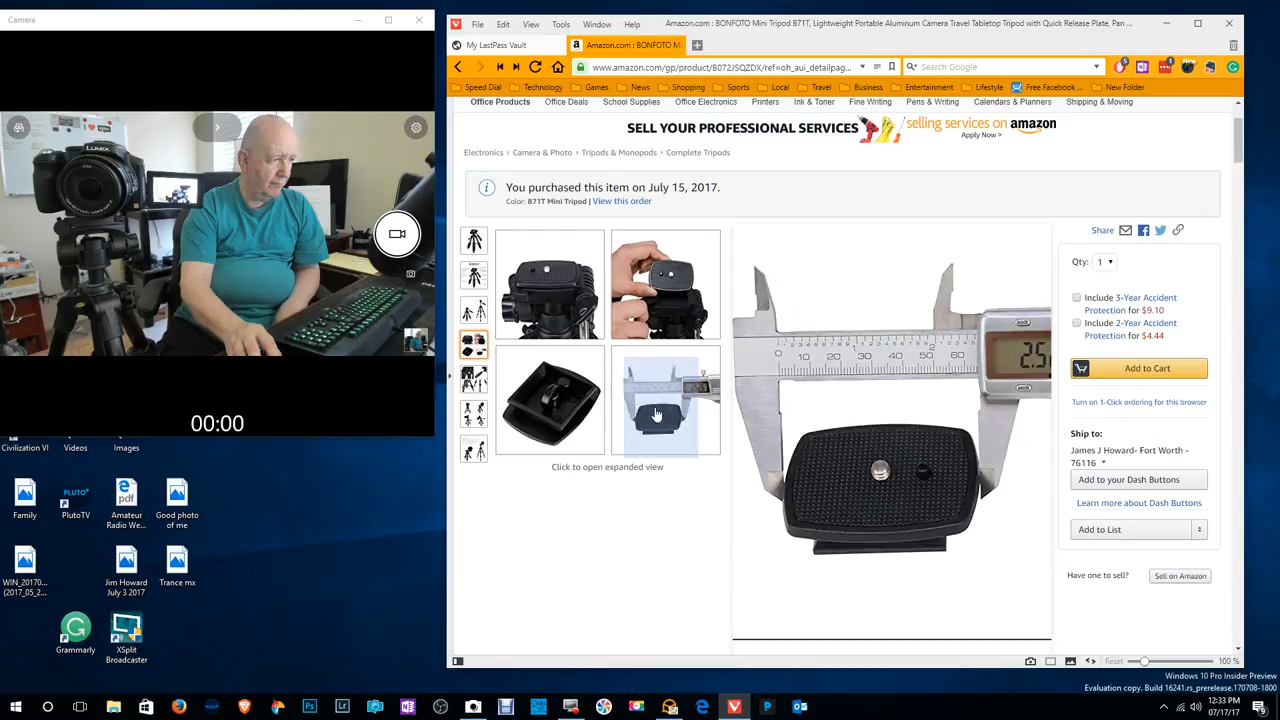 Camera
LUMIX
00:00
Civilization VI
Videos
Images
Family
PlutoTV
PLUTO
tv
Amateur
Radio We...
pdf
Good photo
of me
WIN_20170...
(2017_05_2...
Jim Howard
July 3 2017
Trance mx
Grammarly
XSplit
Broadcaster
File Edit View Tools Window Help
Amazon.com : BONFOTO Mini Tripod B71T, Lightweight Portable Aluminum Camera Travel Tabletop Tripod with Quick Release Plate, Pan ...
My LastPass Vault
Amazon.com : BONFOTO M
www.amazon.com/gp/product/B072JSQZDX/ref=oh_aui_detailpag...
Search Google
Speed Dial Technology Games News Shopping Sports Local Travel Business Entertainment Lifestyle Free Facebook ... New Folder
Office Products Office Deals School Supplies Office Electronics Printers Ink & Toner Fine Writing Pens & Writing Calendars & Planners Shipping & Moving
SELL YOUR PROFESSIONAL SERVICES
selling services on amazon
Apply Now >
Electronics › Camera & Photo › Tripods & Monopods › Complete Tripods
You purchased this item on July 15, 2017.
Color: B71T Mini Tripod | View this order
Share
Qty: 1
Include 3-Year Accident
Protection for $9.10
Include 2-Year Accident
Protection for $4.44
Add to Cart
Turn on 1-Click ordering for this browser
Ship to:
James J Howard- Fort Worth -
76116
Add to your Dash Buttons
Learn more about Dash Buttons
Add to List
Have one to sell?
Sell on Amazon
0 10 20 30 40 50 60
2.5
Click to open expanded view
Reset
100 %
Windows 10 Pro Insider Preview
Evaluation copy. Build 16241.rs_prerelease.170708-1800
12:33 PM
07/17/17